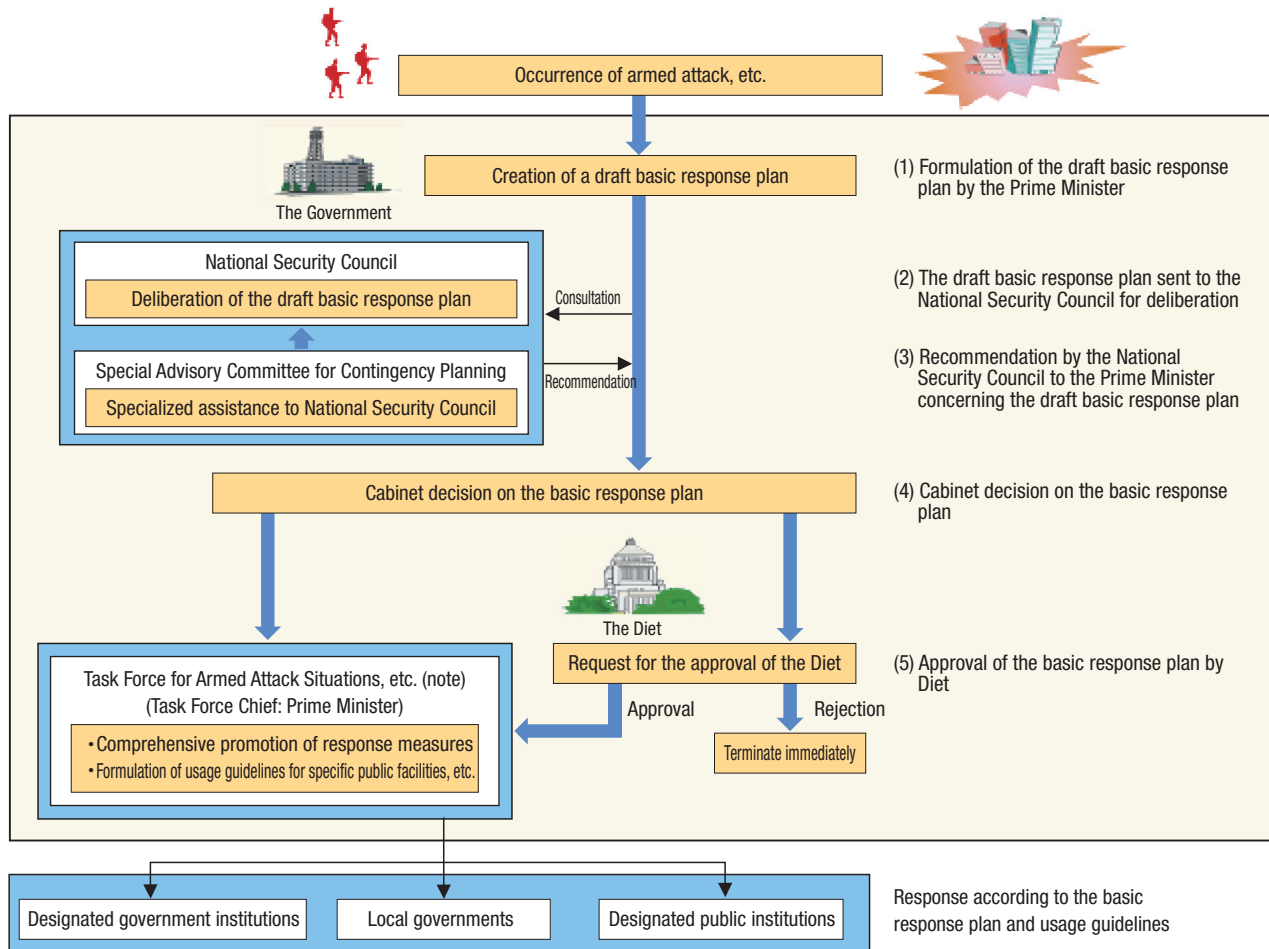 Occurrence of armed attack, etc.
Creation of a draft basic response plan
(1) Formulation of the draft basic response
plan by the Prime Minister
The Government
National Security Council
Deliberation of the draft basic response plan
Consultation
(2) The draft basic response plan sent to the
National Security Council for deliberation
Special Advisory Committee for Contingency Planning
Specialized assistance to National Security Council
Recommendation
(3) Recommendation by the National
Security Council to the Prime Minister
concerning the draft basic response plan
Cabinet decision on the basic response plan
(4) Cabinet decision on the basic response
plan
The Diet
Request for the approval of the Diet
(5) Approval of the basic response plan by
Diet
Approval
Rejection
Terminate immediately
Task Force for Armed Attack Situations, etc. (note)
(Task Force Chief: Prime Minister)
・Comprehensive promotion of response measures
・Formulation of usage guidelines for specific public facilities, etc.
Designated government institutions
Local governments
Designated public institutions
Response according to the basic
response plan and usage guidelines